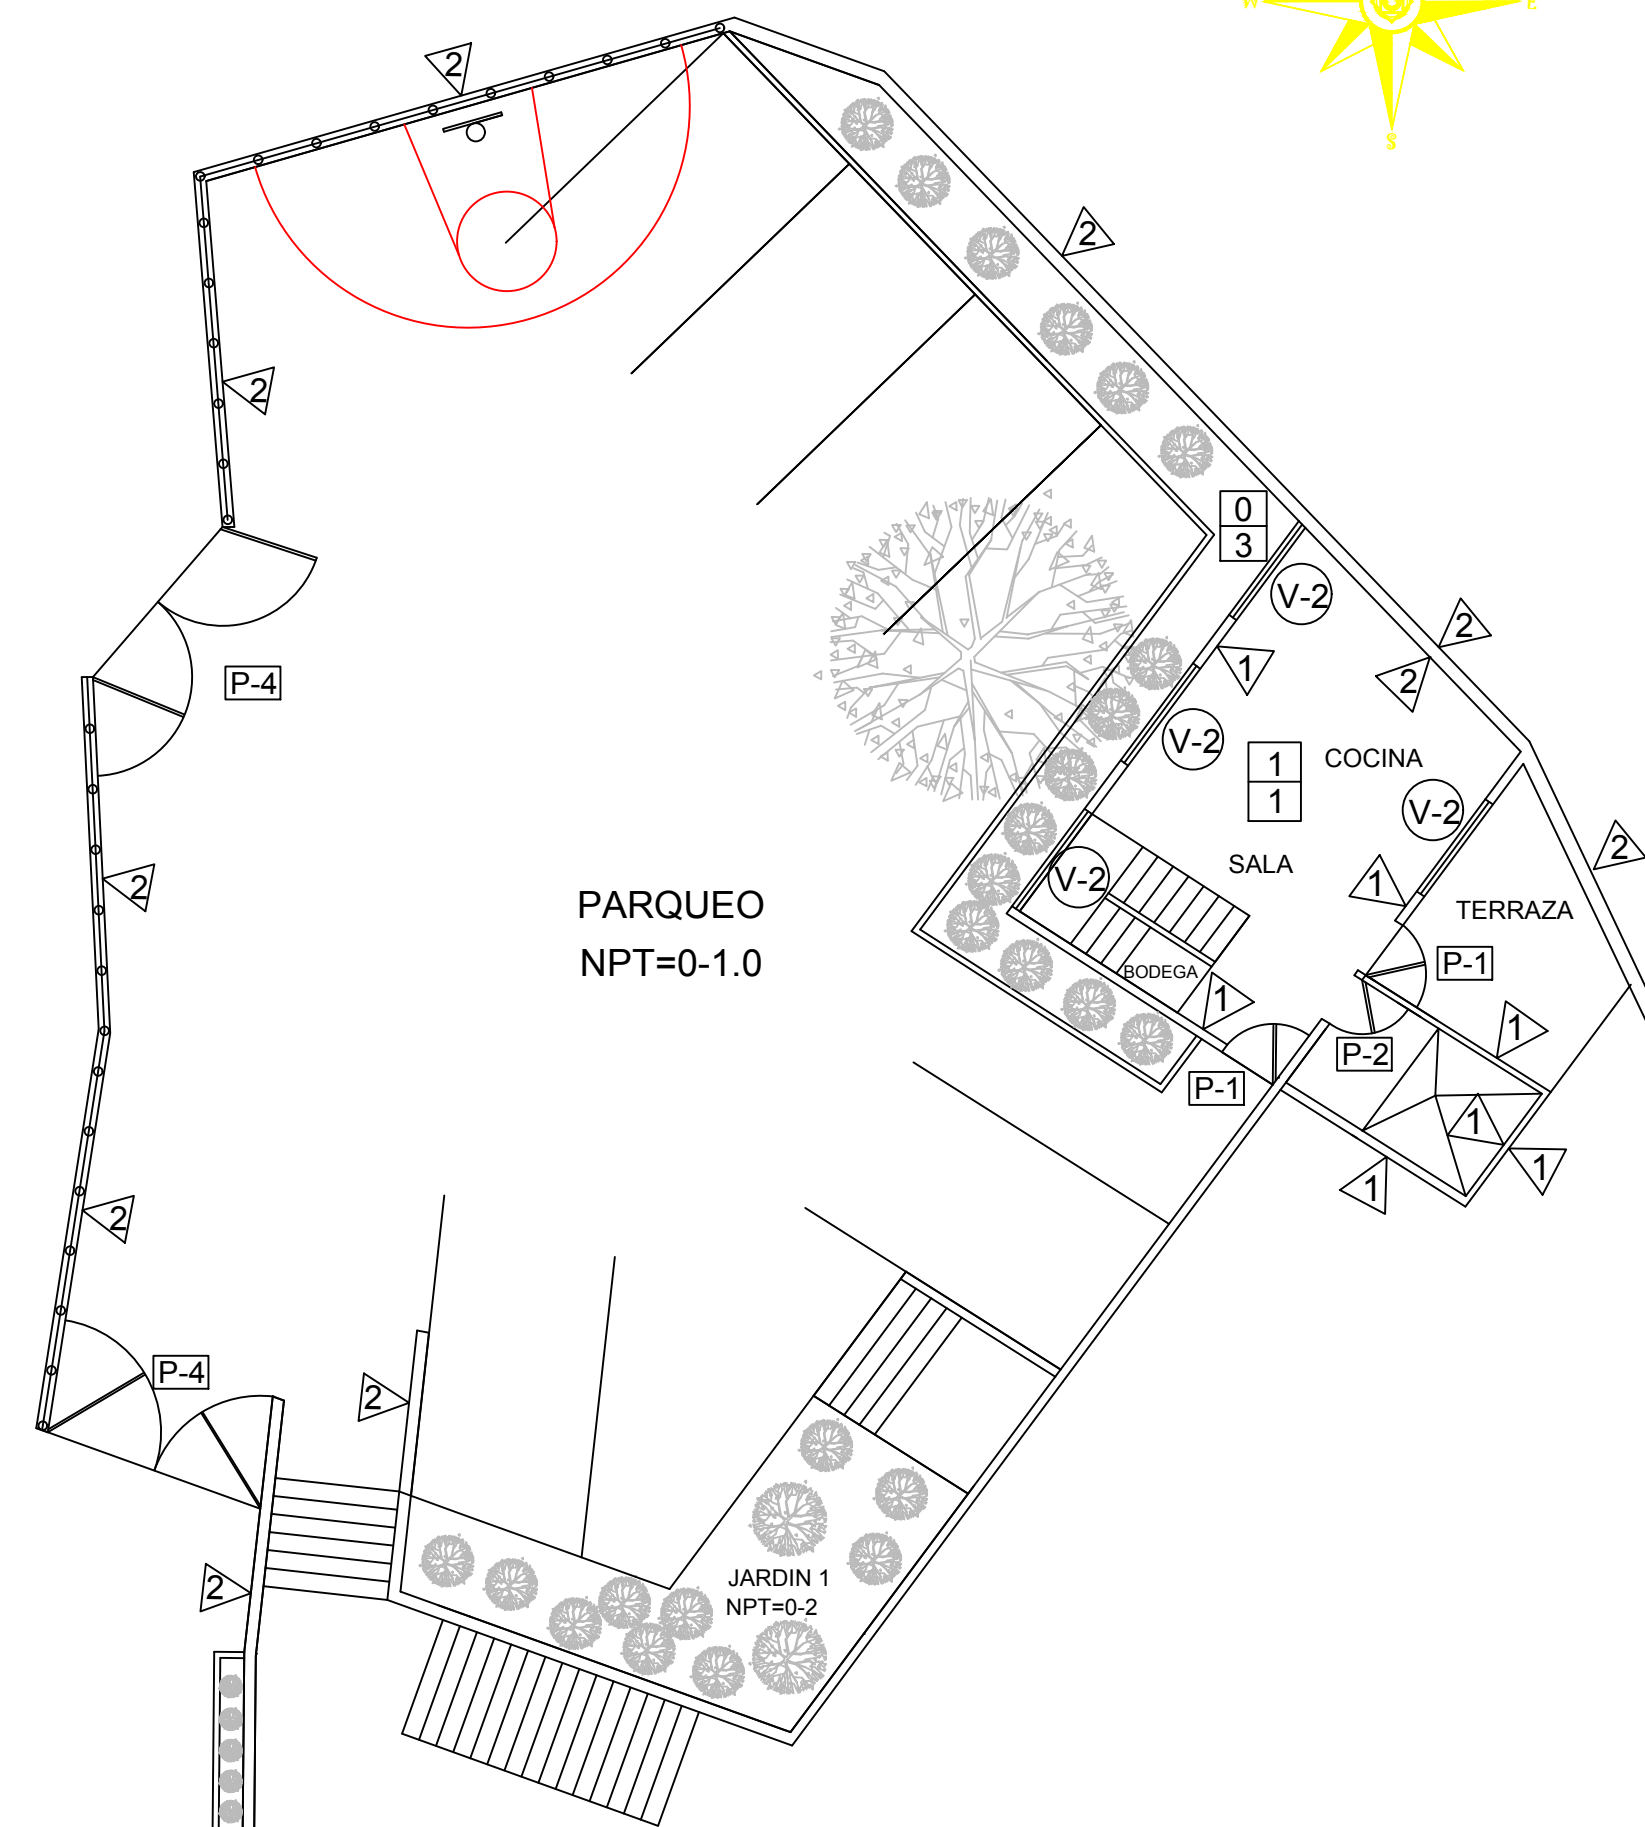 W
E
S
2
2
2
0
3
V-2
2
1
2
P-4
V-2
1
1
COCINA
V-2
2
2
V-2
SALA
1
TERRAZA
PARQUEO
NPT=0-1.0
BODEGA
1
P-1
1
P-2
P-1
1
1
1
2
P-4
2
2
JARDIN 1
NPT=0-2